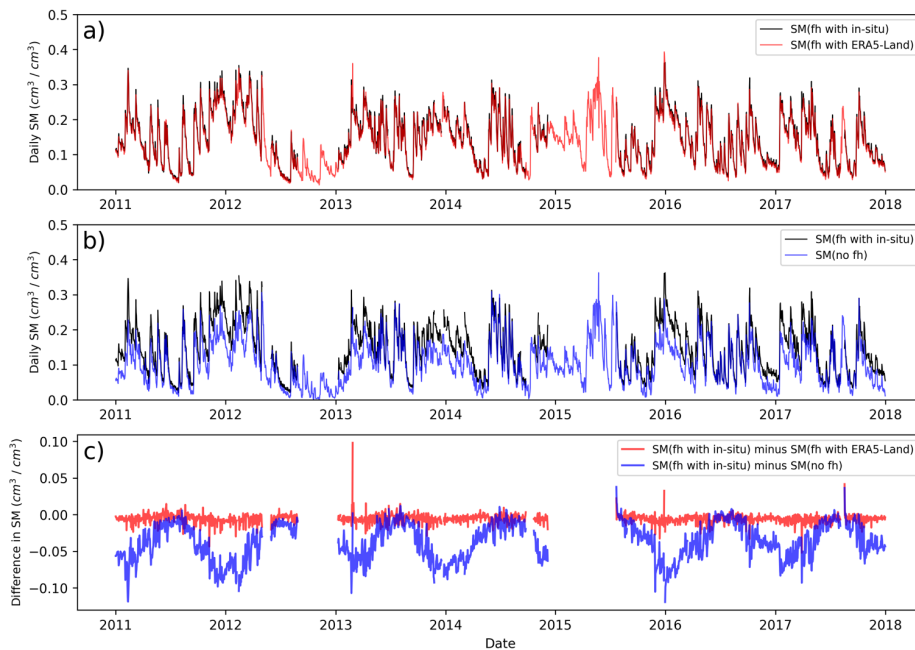 a)
SM(fh with in-situ)
SM(fh with ERA5-Land)
Daily SM (cm³ / cm³)
0.5
0.4
0.3
0.2
0.1
0.0
2011 2012 2013 2014 2015 2016 2017 2018
b)
SM(fh with in-situ)
SM(no fh)
Daily SM (cm³ / cm³)
0.5
0.4
0.3
0.2
0.1
0.0
2011 2012 2013 2014 2015 2016 2017 2018
c)
SM(fh with in-situ) minus SM(fh with ERA5-Land)
SM(fh with in-situ) minus SM(no fh)
Difference in SM (cm³ / cm³)
0.10
0.05
0.00
−0.05
−0.10
2011 2012 2013 2014 2015 2016 2017 2018
Date